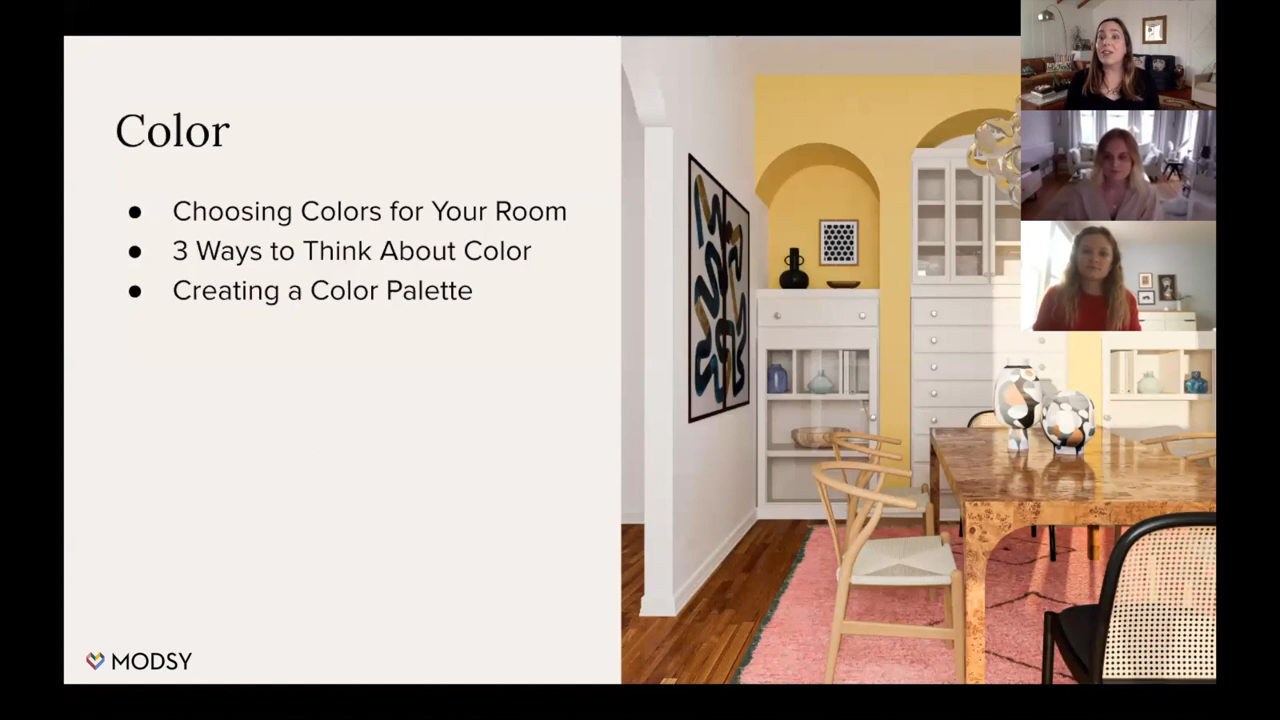 Color
● Choosing Colors for Your Room
● 3 Ways to Think About Color
● Creating a Color Palette
MODSY